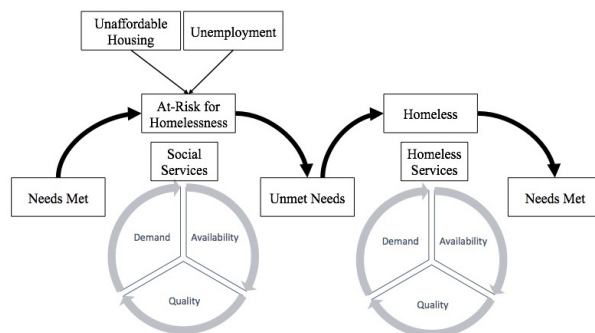 Unaffordable
Housing
Unemployment
At-Risk for
Homelessness
Homeless
Social
Services
Homeless
Services
Needs Met
Unmet Needs
Needs Met
Demand
Availability
Quality
Demand
Availability
Quality